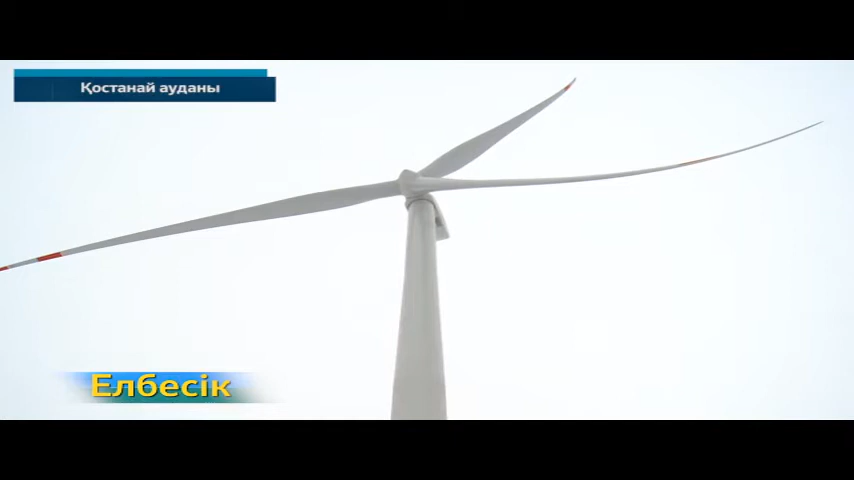 Қостанай ауданы
Елбесік